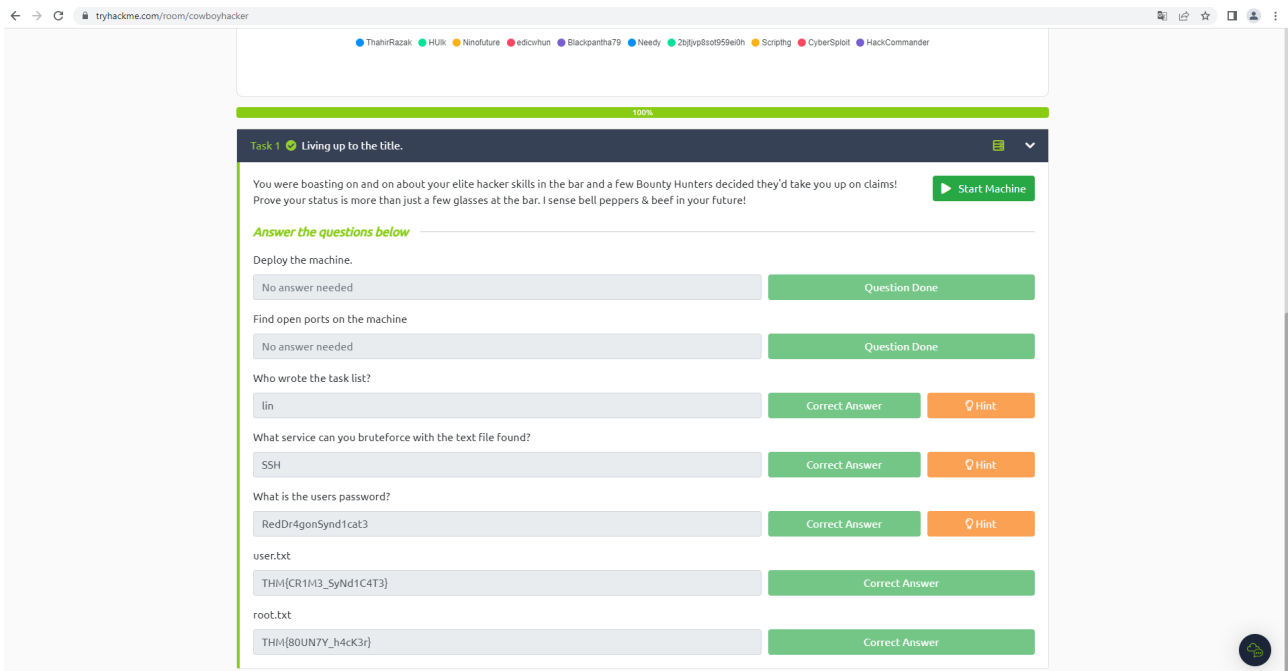 tryhackme.com/room/cowboyhacker
ThahirRazak HUlk Ninofuture edicwhun Blackpantha79 Needy 2bjtjvp8sot959ei0h Scripthg CyberSploit HackCommander
100%
Task 1 Living up to the title.
You were boasting on and on about your elite hacker skills in the bar and a few Bounty Hunters decided they'd take you up on claims!
Start Machine
Prove your status is more than just a few glasses at the bar. I sense bell peppers & beef in your future!
Answer the questions below
Deploy the machine.
No answer needed Question Done
Find open ports on the machine
No answer needed Question Done
Who wrote the task list?
lin Correct Answer Hint
What service can you bruteforce with the text file found?
SSH Correct Answer Hint
What is the users password?
RedDr4gonSynd1cat3 Correct Answer Hint
user.txt
THM{CR1M3_SyNd1C4T3} Correct Answer
root.txt
THM{80UN7Y_h4cK3r} Correct Answer